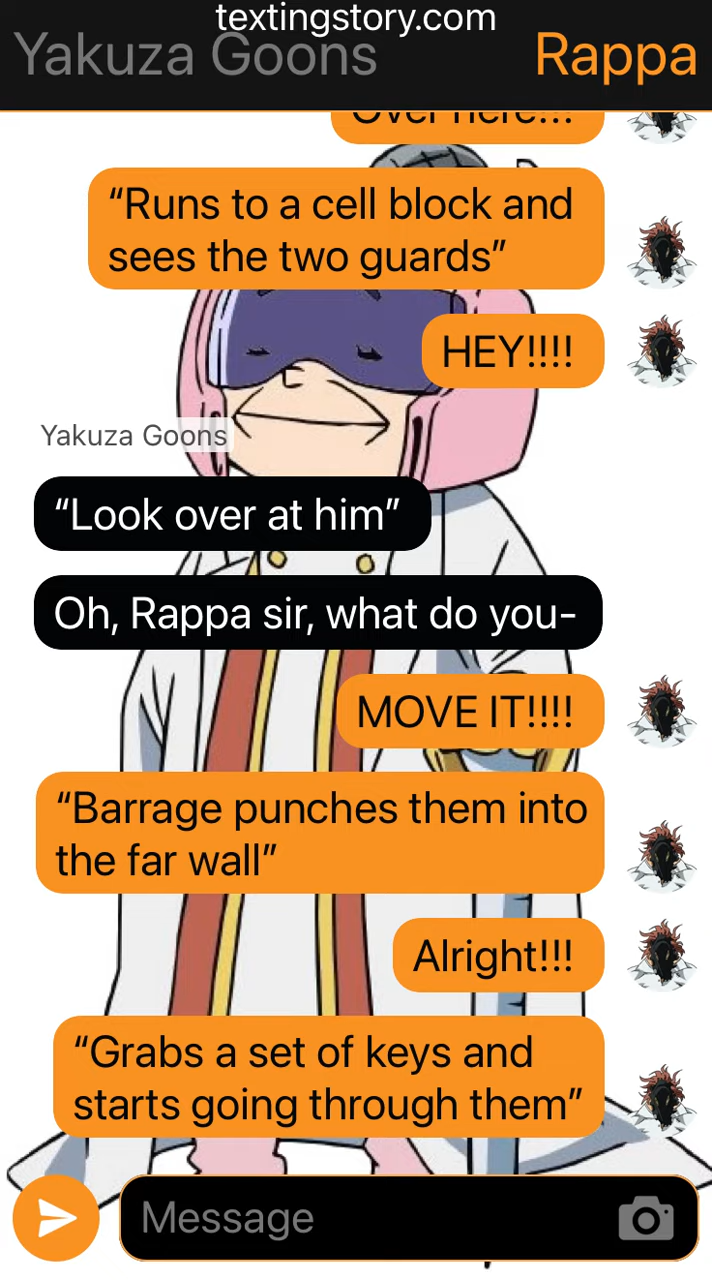 textingstory.com
Yakuza Goons
Rappa
Over here!!!
“Runs to a cell block and
sees the two guards”
HEY!!!!
Yakuza Goons
“Look over at him”
Oh, Rappa sir, what do you-
MOVE IT!!!!
“Barrage punches them into
the far wall”
Alright!!!
“Grabs a set of keys and
starts going through them”
Message